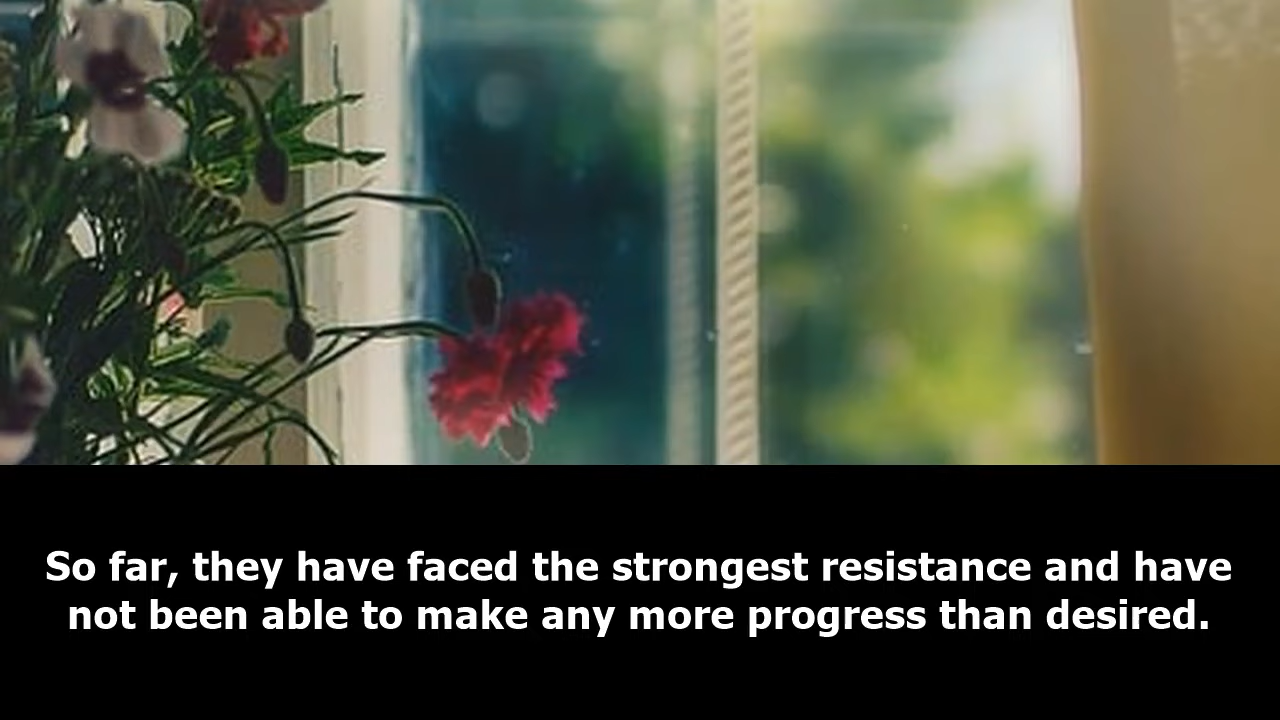 So far, they have faced the strongest resistance and have
not been able to make any more progress than desired.